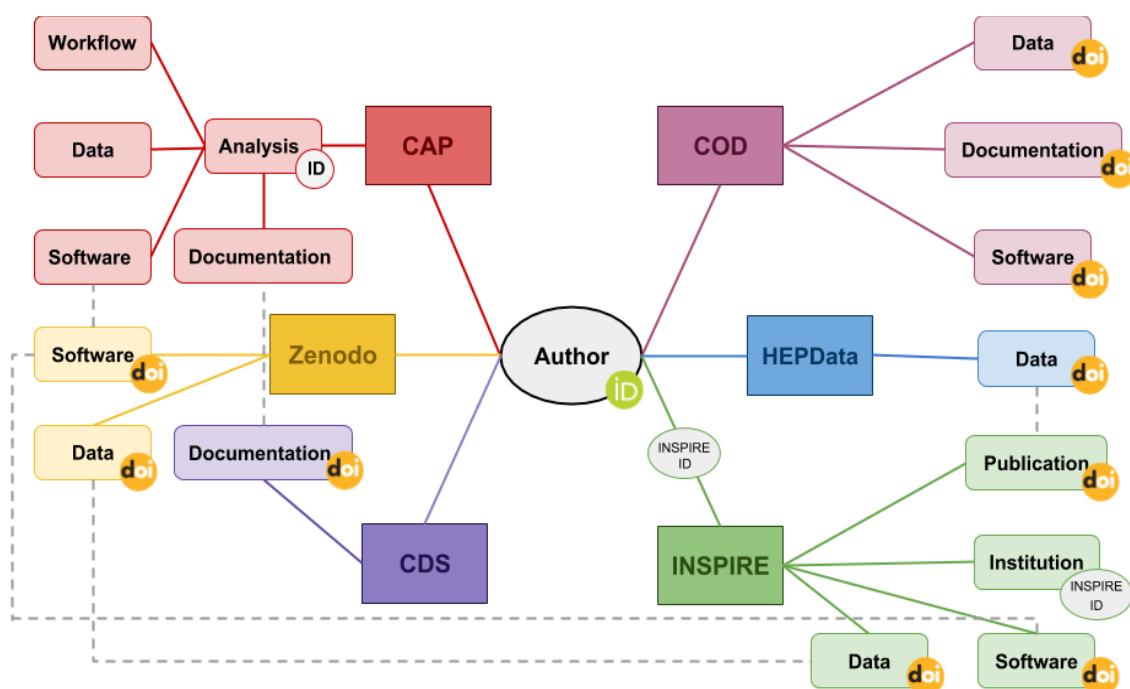 Workflow
Data
doi
Analysis
ID
CAP
COD
Data
Documentation
doi
Software
Documentation
Software
doi
Software
doi
Zenodo
Author
iD
HEPData
Data
doi
Data
doi
Documentation
doi
INSPIRE
ID
Publication
doi
CDS
INSPIRE
Institution
INSPIRE
ID
Data
doi
Software
doi